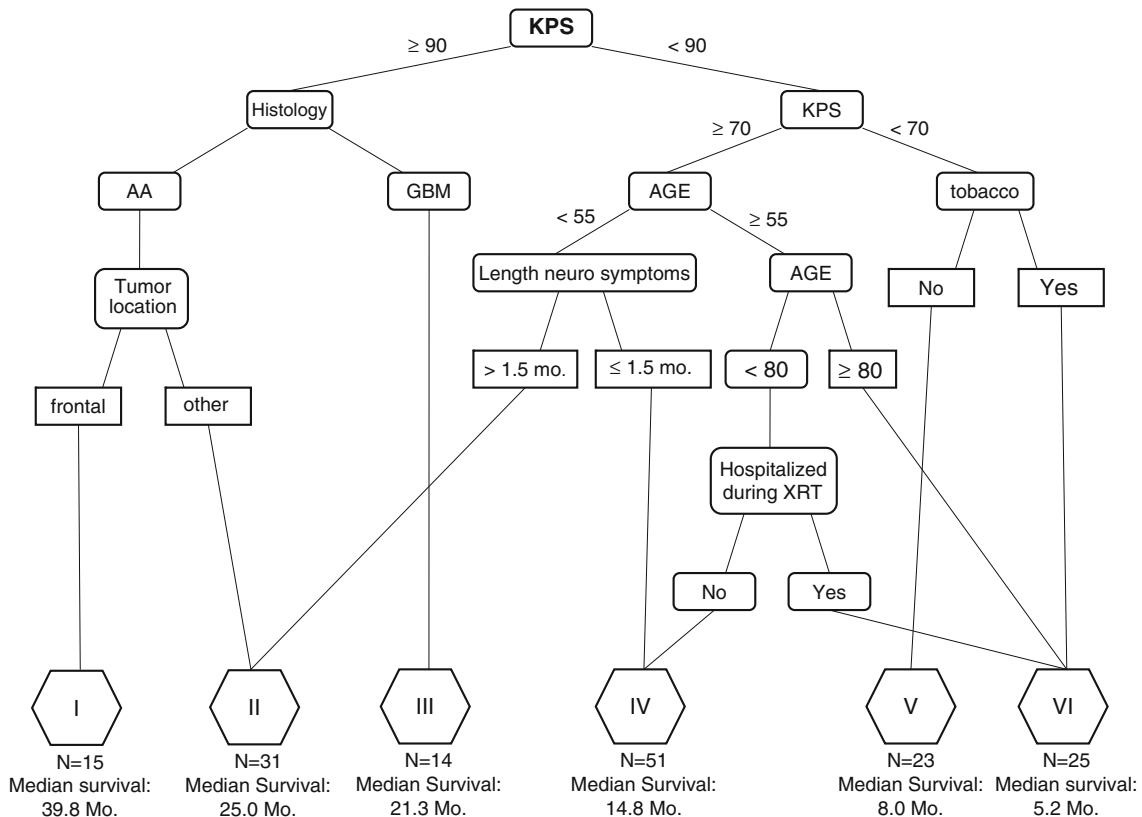 KPS
≥ 90
< 90
Histology
KPS
≥ 70
< 70
AA
GBM
AGE
tobacco
< 55
≥ 55
Tumor
location
Length neuro symptoms
AGE
No
Yes
> 1.5 mo.
≤ 1.5 mo.
< 80
≥ 80
frontal
other
Hospitalized
during XRT
No
Yes
I
II
III
IV
V
VI
N=15
Median survival:
39.8 Mo.
N=31
Median Survival:
25.0 Mo.
N=14
Median Survival:
21.3 Mo.
N=51
Median Survival:
14.8 Mo.
N=23
Median survival:
8.0 Mo.
N=25
Median survival:
5.2 Mo.